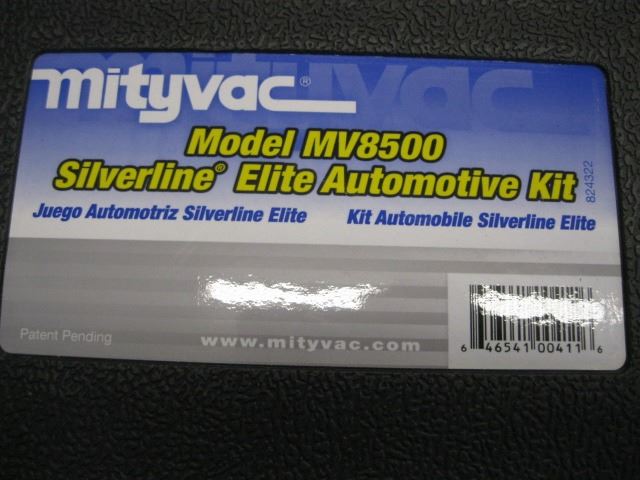 mityvac®
Model MV8500
Silverline® Elite Automotive Kit
824322
Juego Automotriz Silverline Elite
Kit Automobile Silverline Elite
Patent Pending
www.mityvac.com
6 46541 00411 6